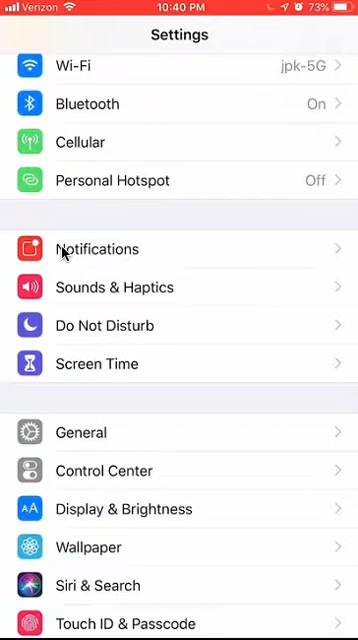 Verizon 10:40 PM 73%
Settings
Wi-Fi jpk-5G
Bluetooth On
Cellular
Personal Hotspot Off
Notifications
Sounds & Haptics
Do Not Disturb
Screen Time
General
Control Center
AA Display & Brightness
Wallpaper
Siri & Search
Touch ID & Passcode